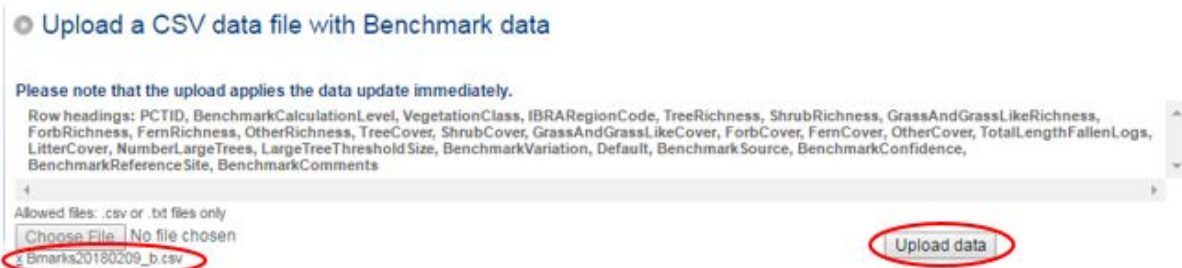 Upload a CSV data file with Benchmark data
Please note that the upload applies the data update immediately.
Row headings: PCTID, BenchmarkCalculationLevel, VegetationClass, IBRARegionCode, TreeRichness, ShrubRichness, GrassAndGrassLikeRichness,
ForbRichness, FernRichness, OtherRichness, TreeCover, ShrubCover, GrassAndGrassLikeCover, ForbCover, FernCover, OtherCover, TotalLengthFallenLogs,
LitterCover, NumberLargeTrees, LargeTreeThresholdSize, BenchmarkVariation, Default, BenchmarkSource, BenchmarkConfidence,
BenchmarkReferenceSite, BenchmarkComments
Allowed files: .csv or .txt files only
Choose File No file chosen
x Bmarks20180209_b.csv
Upload data